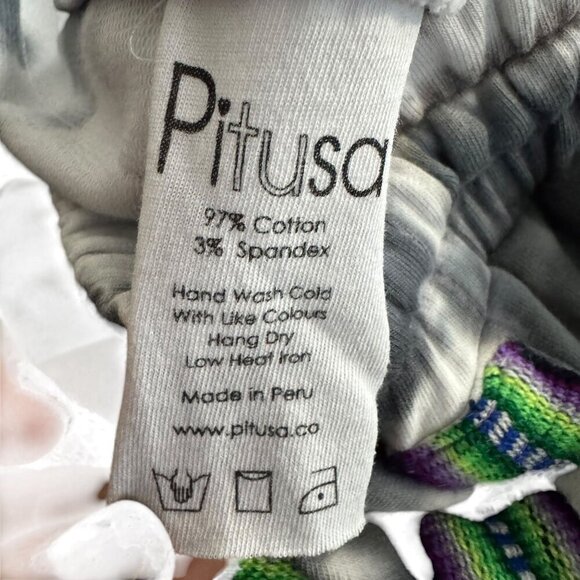 Pitusa
97% Cotton
3% Spandex
Hand Wash Cold
With Like Colours
Hang Dry
Low Heat Iron
Made in Peru
www.pitusa.co